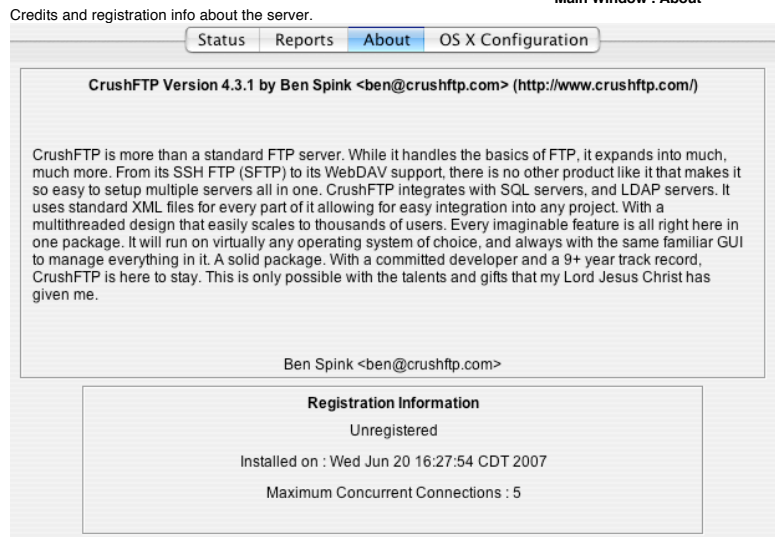 Main Window : About
Credits and registration info about the server.
Status Reports About OS X Configuration
CrushFTP Version 4.3.1 by Ben Spink <ben@crushftp.com> (http://www.crushftp.com/)
CrushFTP is more than a standard FTP server. While it handles the basics of FTP, it expands into much,
much more. From its SSH FTP (SFTP) to its WebDAV support, there is no other product like it that makes it
so easy to setup multiple servers all in one. CrushFTP integrates with SQL servers, and LDAP servers. It
uses standard XML files for every part of it allowing for easy integration into any project. With a
multithreaded design that easily scales to thousands of users. Every imaginable feature is all right here in
one package. It will run on virtually any operating system of choice, and always with the same familiar GUI
to manage everything in it. A solid package. With a committed developer and a 9+ year track record,
CrushFTP is here to stay. This is only possible with the talents and gifts that my Lord Jesus Christ has
given me.
Ben Spink <ben@crushftp.com>
Registration Information
Unregistered
Installed on : Wed Jun 20 16:27:54 CDT 2007
Maximum Concurrent Connections : 5